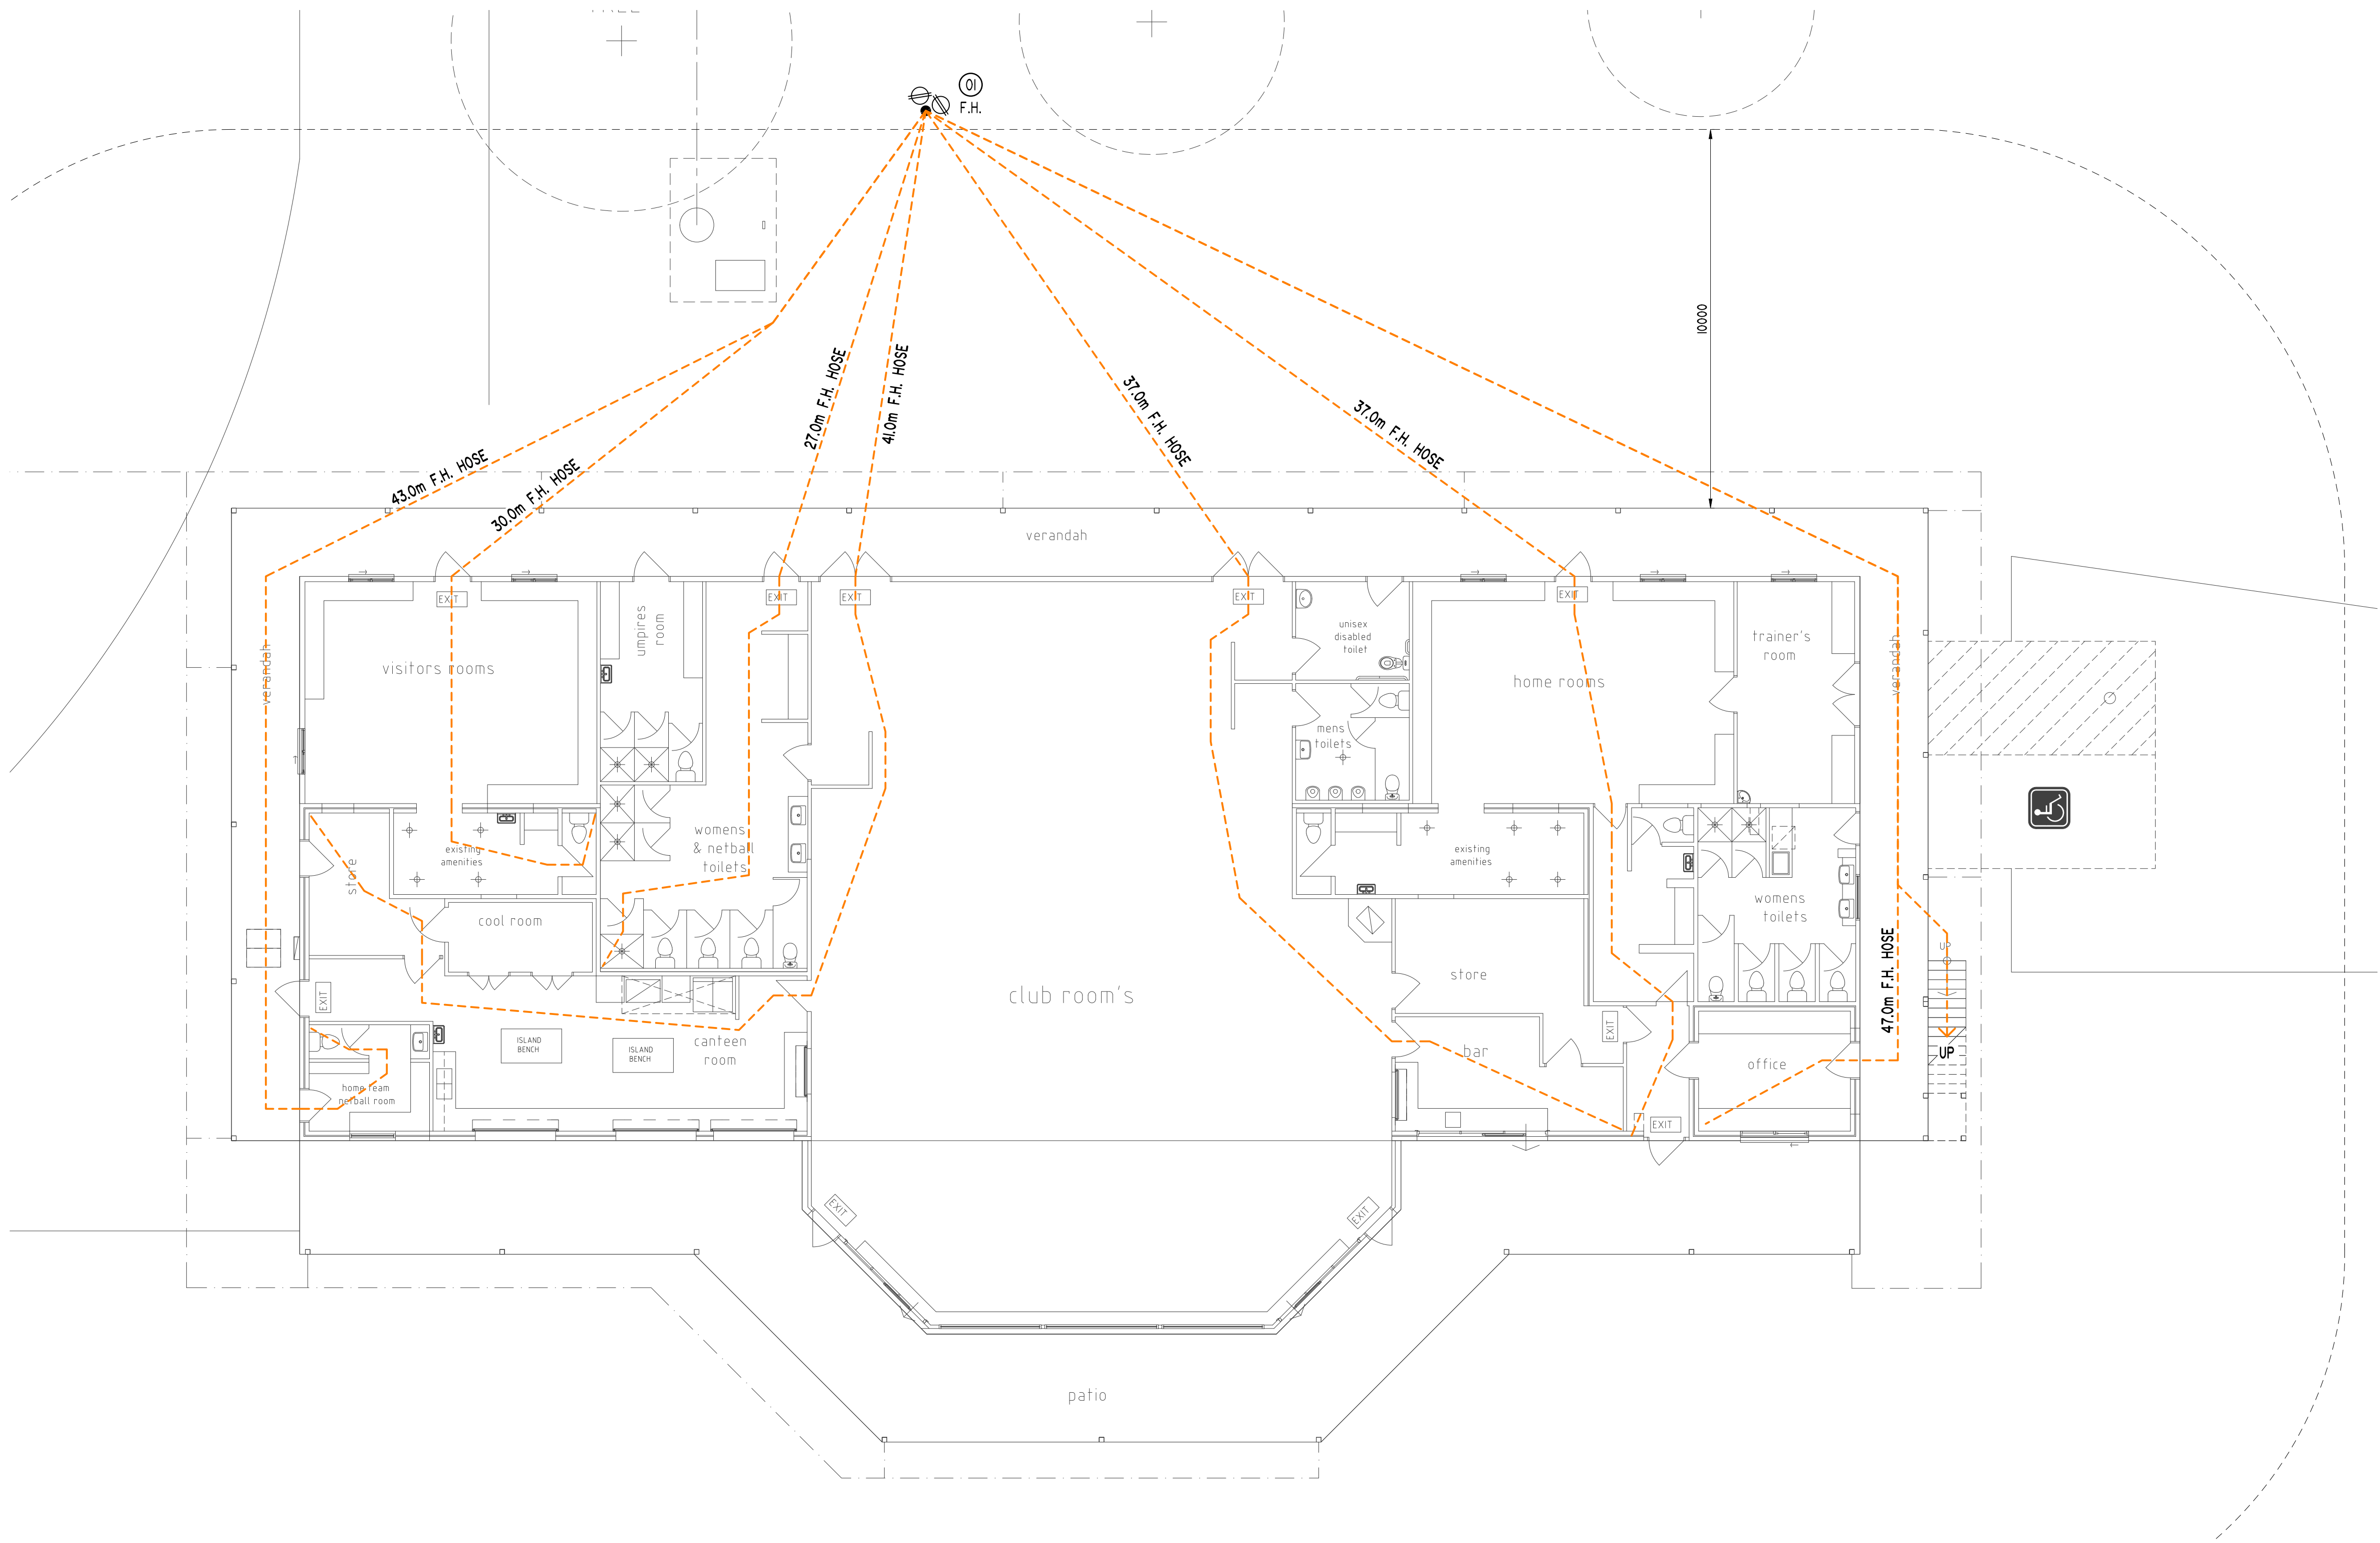 01
F.H.
10000
27.0m F.H. HOSE
41.0m F.H. HOSE
37.0m F.H. HOSE
37.0m F.H. HOSE
43.0m F.H. HOSE
30.0m F.H. HOSE
verandah
EXIT
EXIT
EXIT
EXIT
EXIT
umpires
room
unisex
disabled
toilet
trainer's
room
verandah
verandah
visitors rooms
home rooms
mens
toilets
womens
& netball
toilets
existing
amenities
existing
amenities
store
womens
toilets
cool room
UP
store
club room's
47.0m F.H. HOSE
EXIT
EXIT
ISLAND
BENCH
ISLAND
BENCH
canteen
room
bar
UP
office
home team
netball room
EXIT
EXIT
EXIT
patio